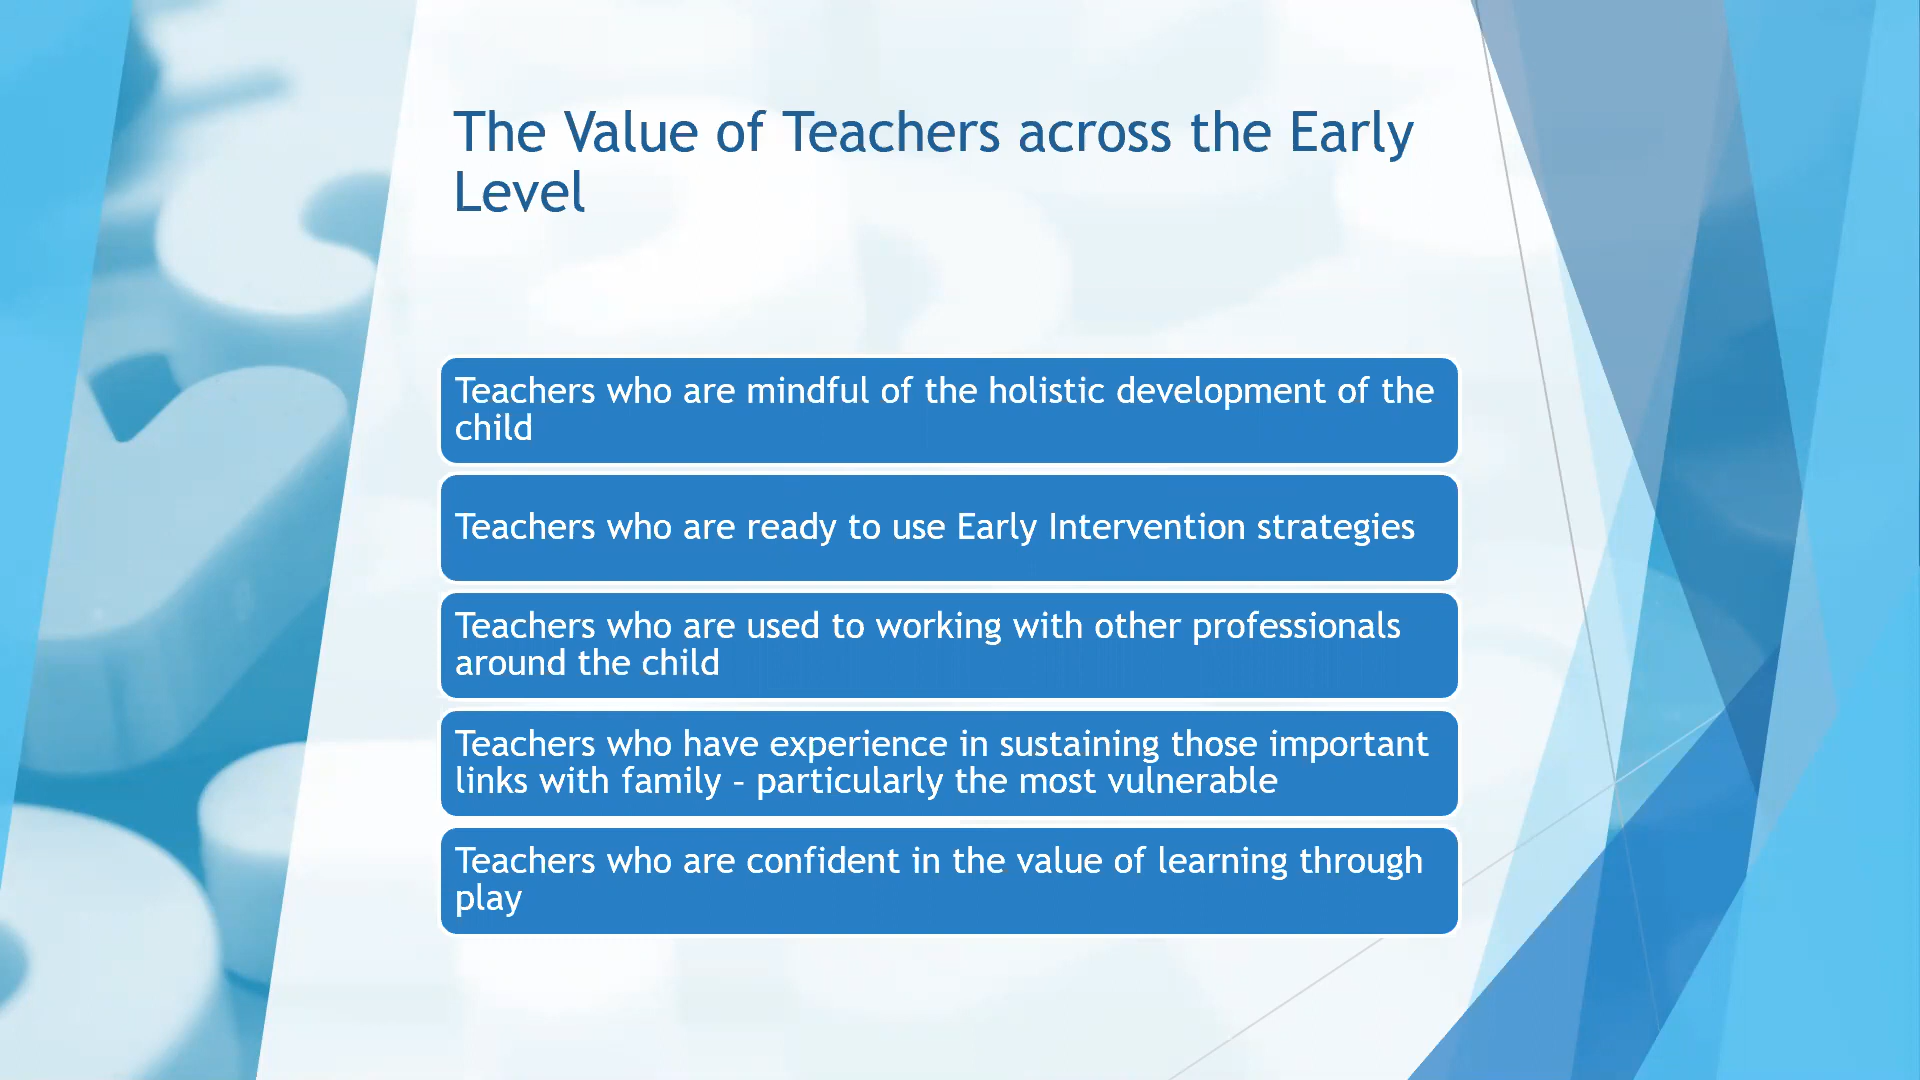 The Value of Teachers across the Early
Level
Teachers who are mindful of the holistic development of the
child
Teachers who are ready to use Early Intervention strategies
Teachers who are used to working with other professionals
around the child
Teachers who have experience in sustaining those important
links with family – particularly the most vulnerable
Teachers who are confident in the value of learning through
play